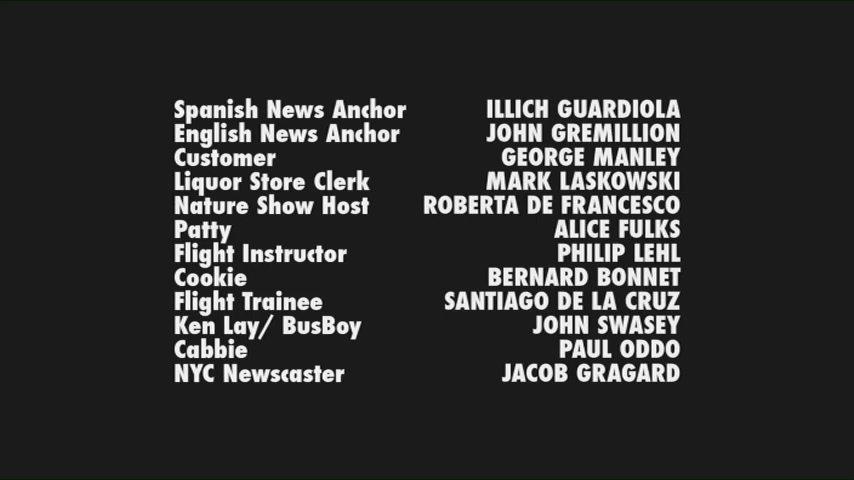 Spanish News Anchor ILLICH GUARDIOLA
English News Anchor JOHN GREMILLION
Customer GEORGE MANLEY
Liquor Store Clerk MARK LASKOWSKI
Nature Show Host ROBERTA DE FRANCESCO
Patty ALICE FULKS
Flight Instructor PHILIP LEHL
Cookie BERNARD BONNET
Flight Trainee SANTIAGO DE LA CRUZ
Ken Lay/ BusBoy JOHN SWASEY
Cabbie PAUL ODDO
NYC Newscaster JACOB GRAGARD